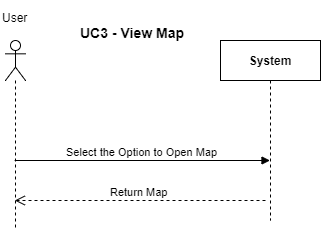 User
UC3 - View Map
System
Select the Option to Open Map
Return Map